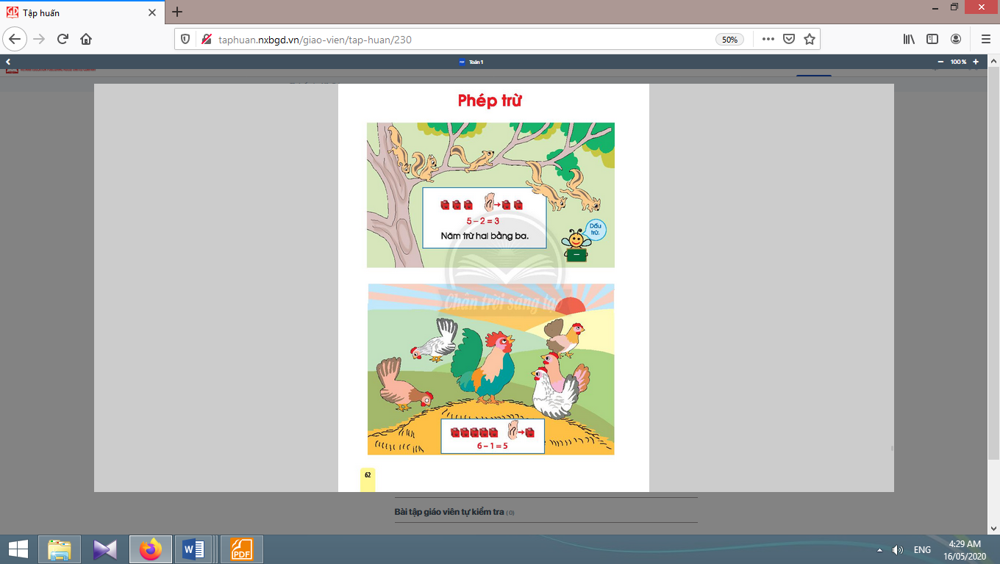 Tập huấn
taphuan.nxbgd.vn/giao-vien/tap-huan/230
50%
Toán 1
100 %
Phép trừ
5 – 2 = 3
Năm trừ hai bằng ba.
Dấu
trừ.
–
Chân trời sáng tạo
6 – 1 = 5
62
Bài tập giáo viên tự kiểm tra ( 0)
PDF
ENG
4:29 AM
16/05/2020